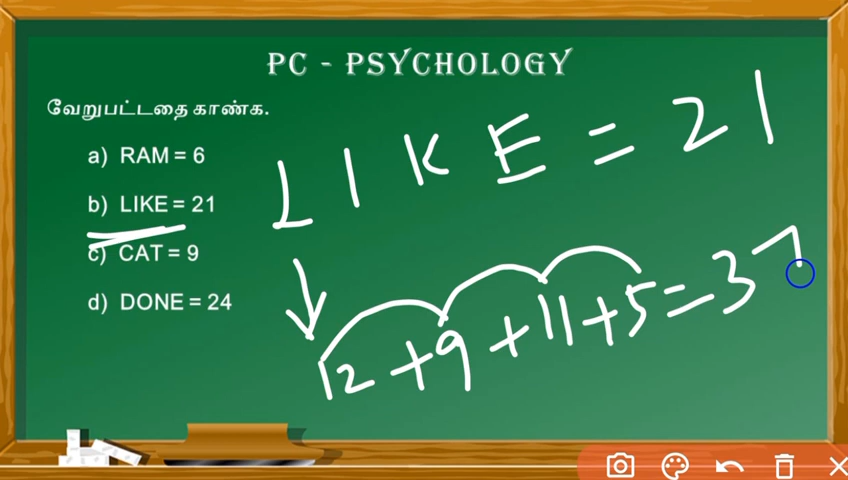 PC - PSYCHOLOGY
வேறுபட்டதை காண்க.
a) RAM = 6
b) LIKE = 21
c) CAT = 9
d) DONE = 24
LIKE = 21
12+9+11+5=37